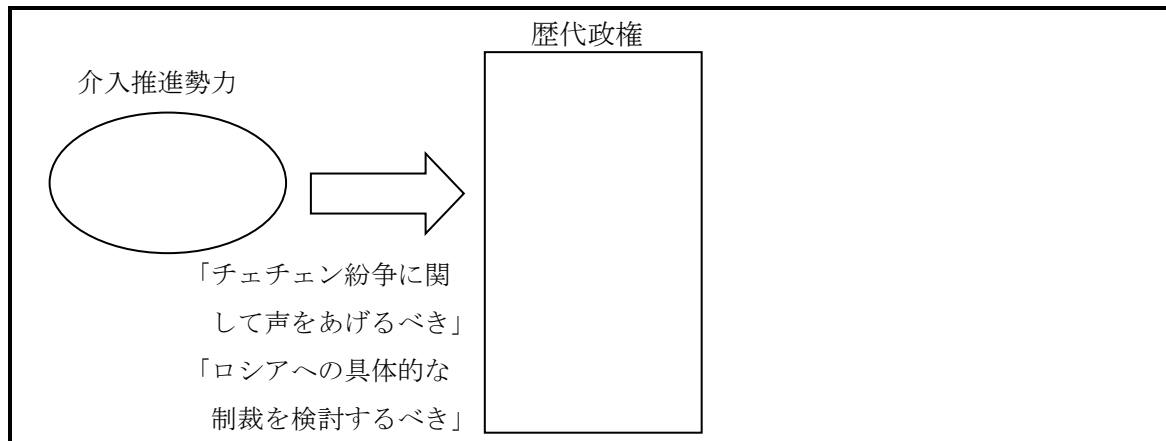 歴代政権
介入推進勢力
「チェチェン紛争に関
して声をあげるべき」
「ロシアへの具体的な
制裁を検討するべき」